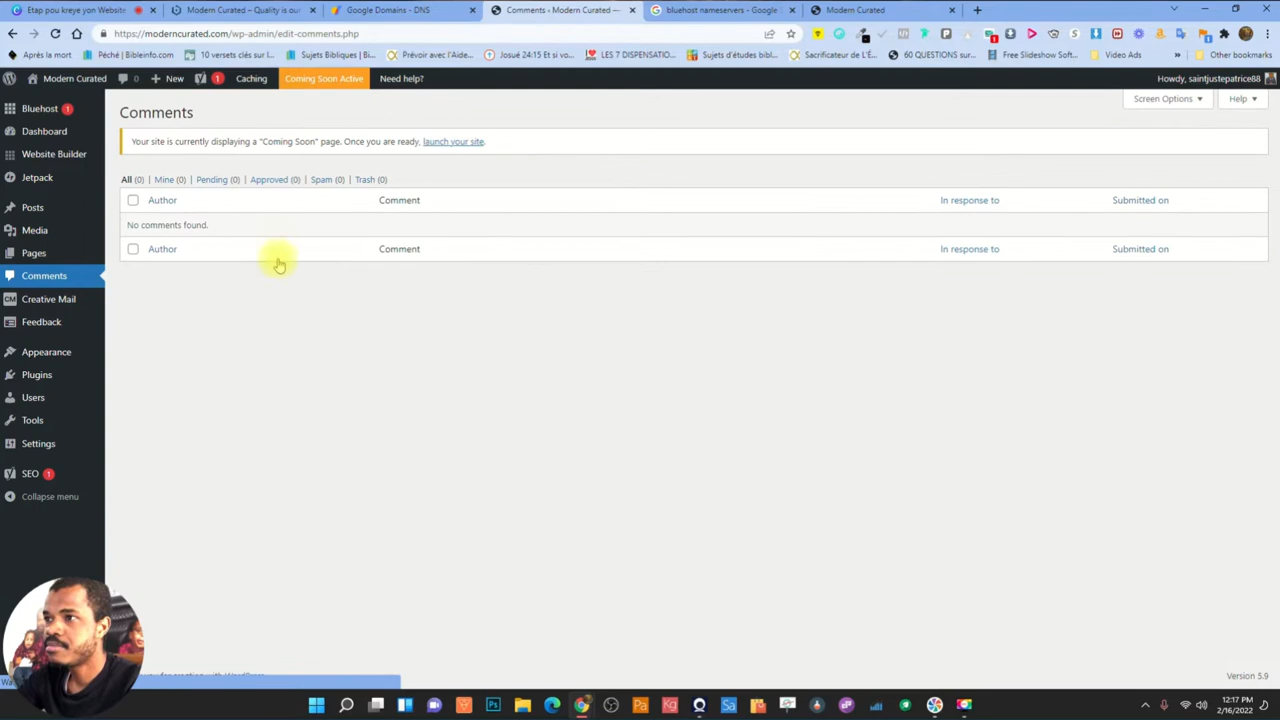 Etap pou kreye yon Website
Modern Curated – Quality is our
Google Domains - DNS
Comments ‹ Modern Curated —
bluehost nameservers - Google
Modern Curated
https://moderncurated.com/wp-admin/edit-comments.php
Après la mort
Péché | Bibleinfo.com
10 versets clés sur l...
Sujets Bibliques |...
Prévoir avec l'Aide...
Josué 24:15 Et si vo...
LES 7 DISPENSATIO...
Sujets d'études bibl...
Sacrificateur de L'É...
60 QUESTIONS sur...
Free Slideshow Soft...
Video Ads
»
Other bookmarks
Modern Curated
0
+ New
1
Caching
Coming Soon Active
Need help?
Howdy, saintjustepatrice88
Bluehost 1
Dashboard
Website Builder
Jetpack
Posts
Media
Pages
Comments
Creative Mail
Feedback
Appearance
Plugins
Users
Tools
Settings
SEO 1
Collapse menu
Screen Options
Help
Comments
Your site is currently displaying a "Coming Soon" page. Once you are ready, launch your site.
All (0) | Mine (0) | Pending (0) | Approved (0) | Spam (0) | Trash (0)
Author Comment In response to Submitted on
No comments found.
Author Comment In response to Submitted on
Version 5.9
12:17 PM
2/16/2022